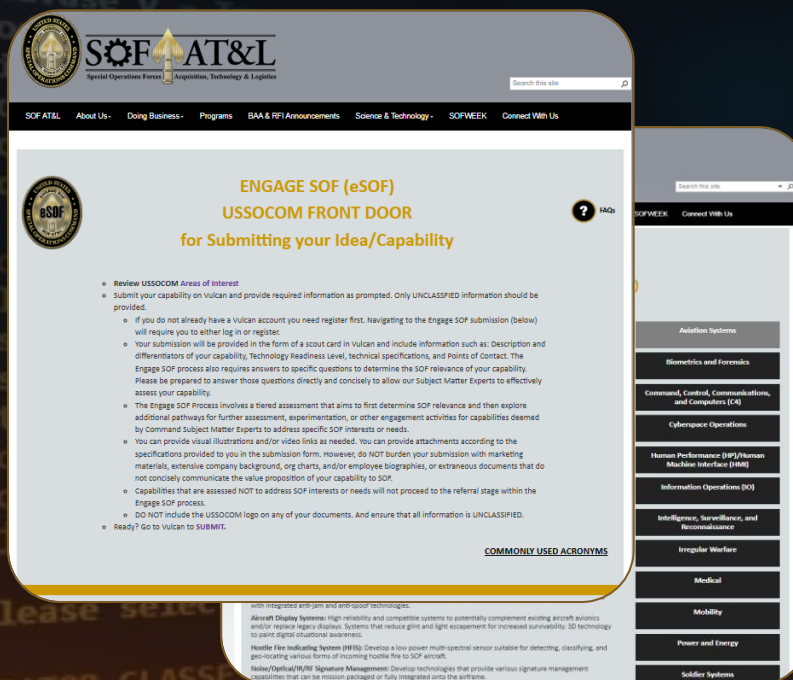 UNITED STATES
SPECIAL OPERATIONS COMMAND
SOF AT&L
Special Operations Forces Acquisition, Technology & Logistics
Search this site
SOF AT&L About Us Doing Business Programs BAA & RFI Announcements Science & Technology SOFWEEK Connect With Us
eSOF
ENGAGE SOF (eSOF)
USSOCOM FRONT DOOR
for Submitting your Idea/Capability
? FAQs
Review USSOCOM Areas of Interest
Submit your capability on Vulcan and provide required information as prompted. Only UNCLASSFIED information should be
provided.
If you do not already have a Vulcan account you need register first. Navigating to the Engage SOF submission (below)
will require you to either log in or register.
Your submission will be provided in the form of a scout card in Vulcan and include information such as: Description and
differentiators of your capability, Technology Readiness Level, technical specifications, and Points of Contact. The
Engage SOF process also requires answers to specific questions to determine the SOF relevance of your capability.
Please be prepared to answer those questions directly and concisely to allow our Subject Matter Experts to effectively
assess your capability.
The Engage SOF Process involves a tiered assessment that aims to first determine SOF relevance and then explore
additional pathways for further assessment, experimentation, or other engagement activities for capabilities deemed
by Command Subject Matter Experts to address specific SOF interests or needs.
You can provide visual illustrations and/or video links as needed. You can provide attachments according to the
specifications provided to you in the submission form. However, do NOT burden your submission with marketing
materials, extensive company background, org charts, and/or employee biographies, or extraneous documents that do
not concisely communicate the value proposition of your capability to SOF.
Capabilities that are assessed NOT to address SOF interests or needs will not proceed to the referral stage within the
Engage SOF process.
DO NOT include the USSOCOM logo on any of your documents. And ensure that all information is UNCLASSIFIED.
Ready? Go to Vulcan to SUBMIT.
COMMONLY USED ACRONYMS
Search this site
SOFWEEK Connect With Us
Aviation Systems
Biometrics and Forensics
Command, Control, Communications,
and Computers (C4)
Cyberspace Operations
Human Performance (HP)/Human
Machine Interface (HMI)
Information Operations (IO)
Intelligence, Surveillance, and
Reconnaissance
Irregular Warfare
Medical
Mobility
Power and Energy
Soldier Systems
with integrated anti-jam and anti-spoof technologies.
Aircraft Display Systems: High reliability and compatible systems to potentially complement existing aircraft avionics
and/or replace legacy displays. Systems that reduce glint and light escapement for increased survivability. 3D technology
to paint digital situational awareness.
Hostile Fire Indicating System (HFIS): Develop a low power multi-spectral sensor suitable for detecting, classifying, and
geo-locating various forms of incoming hostile fire to SOF aircraft.
Noise/Optical/IR/RF Signature Management: Develop technologies that provide various signature management
capabilities that can be mission packaged or fully integrated onto the airframe.
lease selec